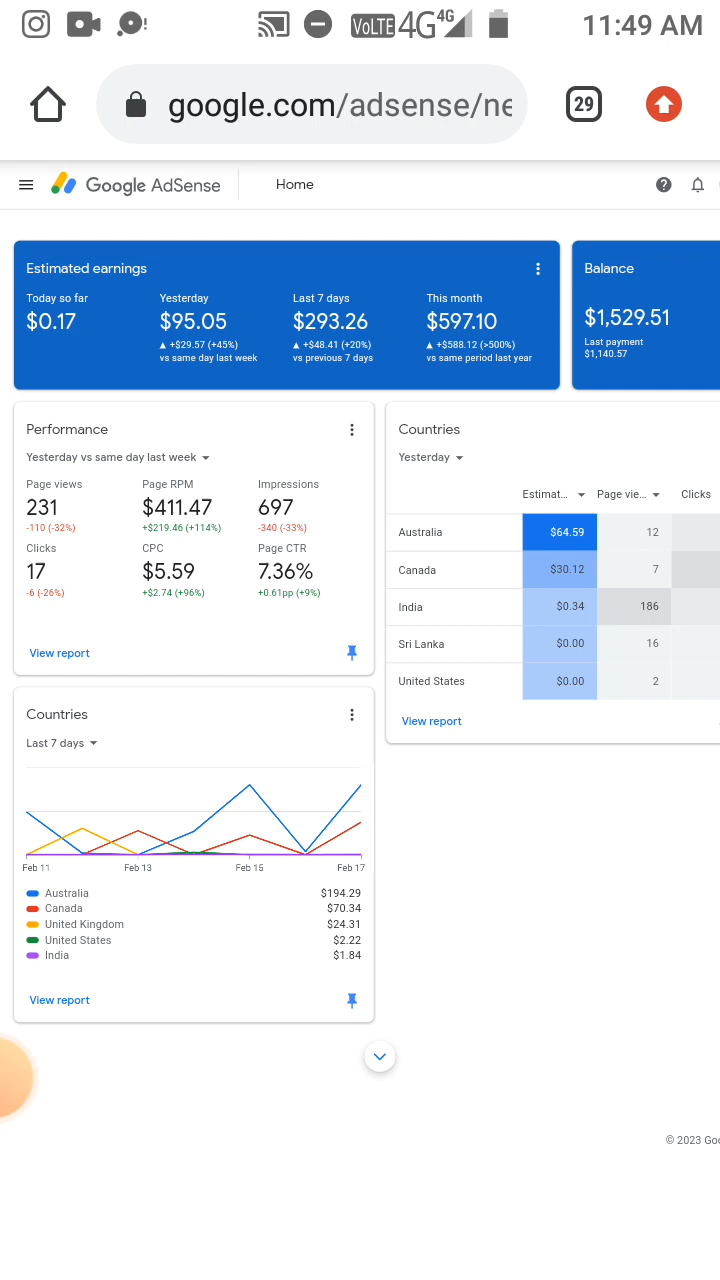 VoLTE 4G 4G 11:49 AM
google.com/adsense/ne 29
Google AdSense Home
Estimated earnings
Today so far Yesterday Last 7 days This month
$0.17 $95.05 $293.26 $597.10
+$29.57 (+45%) +$48.41 (+20%) +$588.12 (>500%)
vs same day last week vs previous 7 days vs same period last year
Balance
$1,529.51
Last payment
$1,140.57
Performance
Yesterday vs same day last week
Page views Page RPM Impressions
231 $411.47 697
-110 (-32%) +$219.46 (+114%) -340 (-33%)
Clicks CPC Page CTR
17 $5.59 7.36%
-6 (-26%) +$2.74 (+96%) +0.61pp (+9%)
View report
Countries
Yesterday
Estimat... Page vie... Clicks
Australia $64.59 12
Canada $30.12 7
India $0.34 186
Sri Lanka $0.00 16
United States $0.00 2
View report
Countries
Last 7 days
Feb 11 Feb 13 Feb 15 Feb 17
Australia $194.29
Canada $70.34
United Kingdom $24.31
United States $2.22
India $1.84
View report
© 2023 Goo